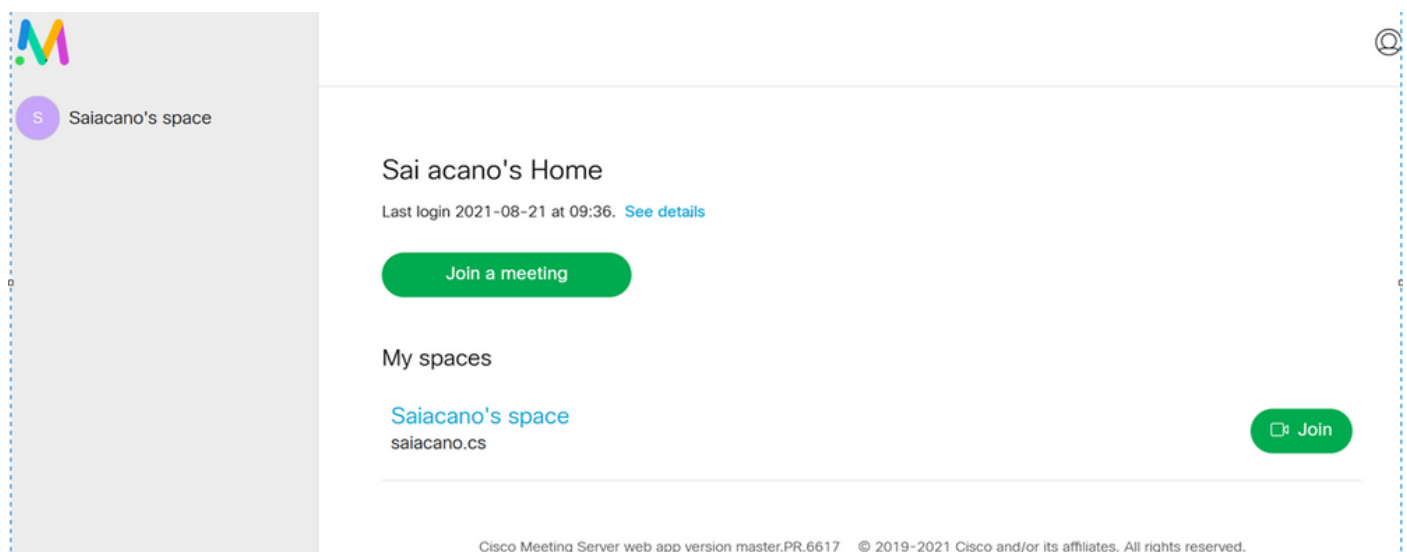 S Saiacano's space
Sai acano's Home
Last login 2021-08-21 at 09:36. See details
Join a meeting
My spaces
Saiacano's space
saiacano.cs
Join
Cisco Meeting Server web app version master.PR.6617 © 2019-2021 Cisco and/or its affiliates. All rights reserved.